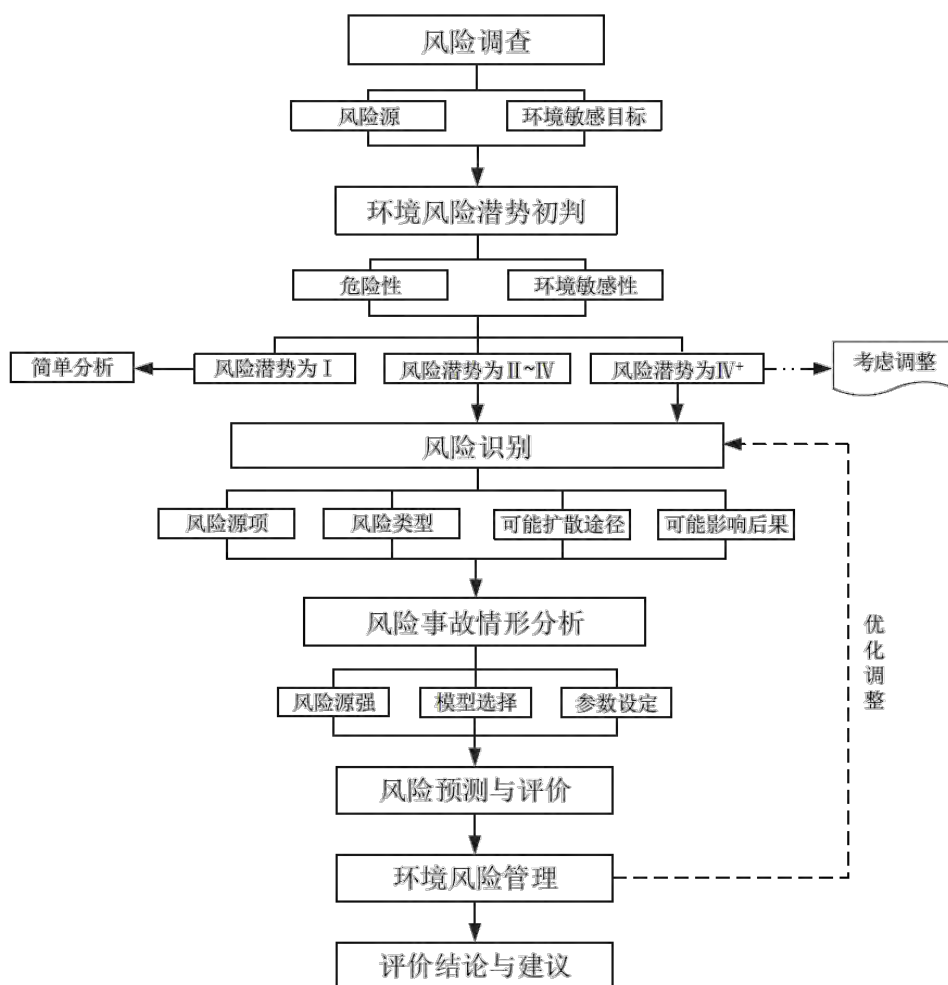 风险调查
风险源
环境敏感目标
环境风险潜势初判
危险性
环境敏感性
简单分析
风险潜势为Ⅰ
风险潜势为Ⅱ~Ⅳ
风险潜势为Ⅳ⁺
考虑调整
风险识别
风险源项
风险类型
可能扩散途径
可能影响后果
风险事故情形分析
优化调整
风险源强
模型选择
参数设定
风险预测与评价
环境风险管理
评价结论与建议